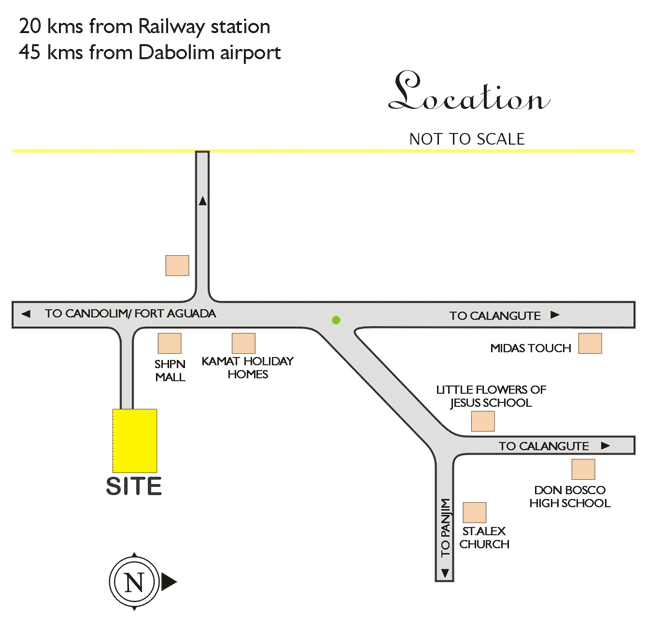 20 kms from Railway station
45 kms from Dabolim airport
Location
NOT TO SCALE
TO CANDOLIM/ FORT AGUADA
TO CALANGUTE
SHPN
MALL
KAMAT HOLIDAY
HOMES
MIDAS TOUCH
LITTLE FLOWERS OF
JESUS SCHOOL
TO CALANGUTE
SITE
DON BOSCO
HIGH SCHOOL
TO PANJIM
ST.ALEX
CHURCH
N